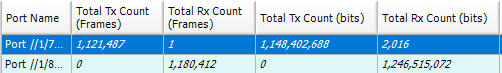 Port Name Total Tx Count (Frames) Total Rx Count (Frames) Total Tx Count (bits) Total Rx Count (bits)
Port //1/7... 1,121,487 1 1,148,402,688 2,016
Port //1/8... 0 1,180,412 0 1,246,515,072